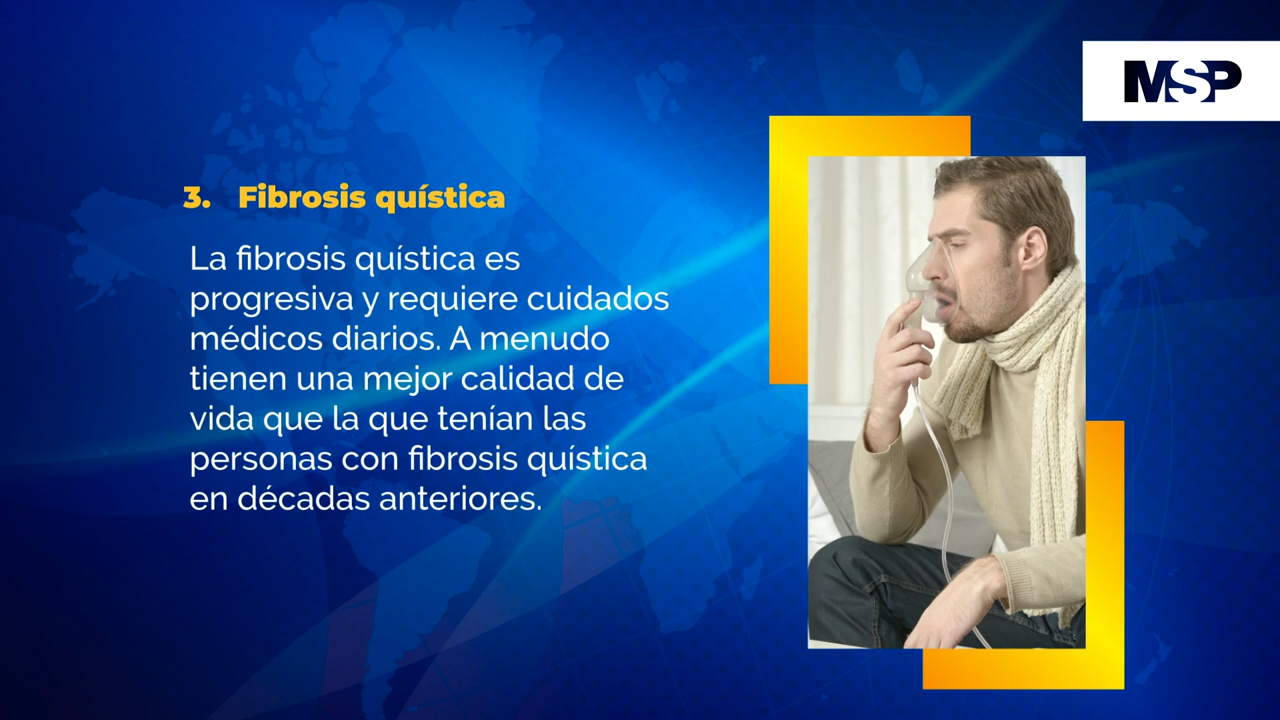 MSP
3. Fibrosis quística
La fibrosis quística es
progresiva y requiere cuidados
médicos diarios. A menudo
tienen una mejor calidad de
vida que la que tenían las
personas con fibrosis quística
en décadas anteriores.